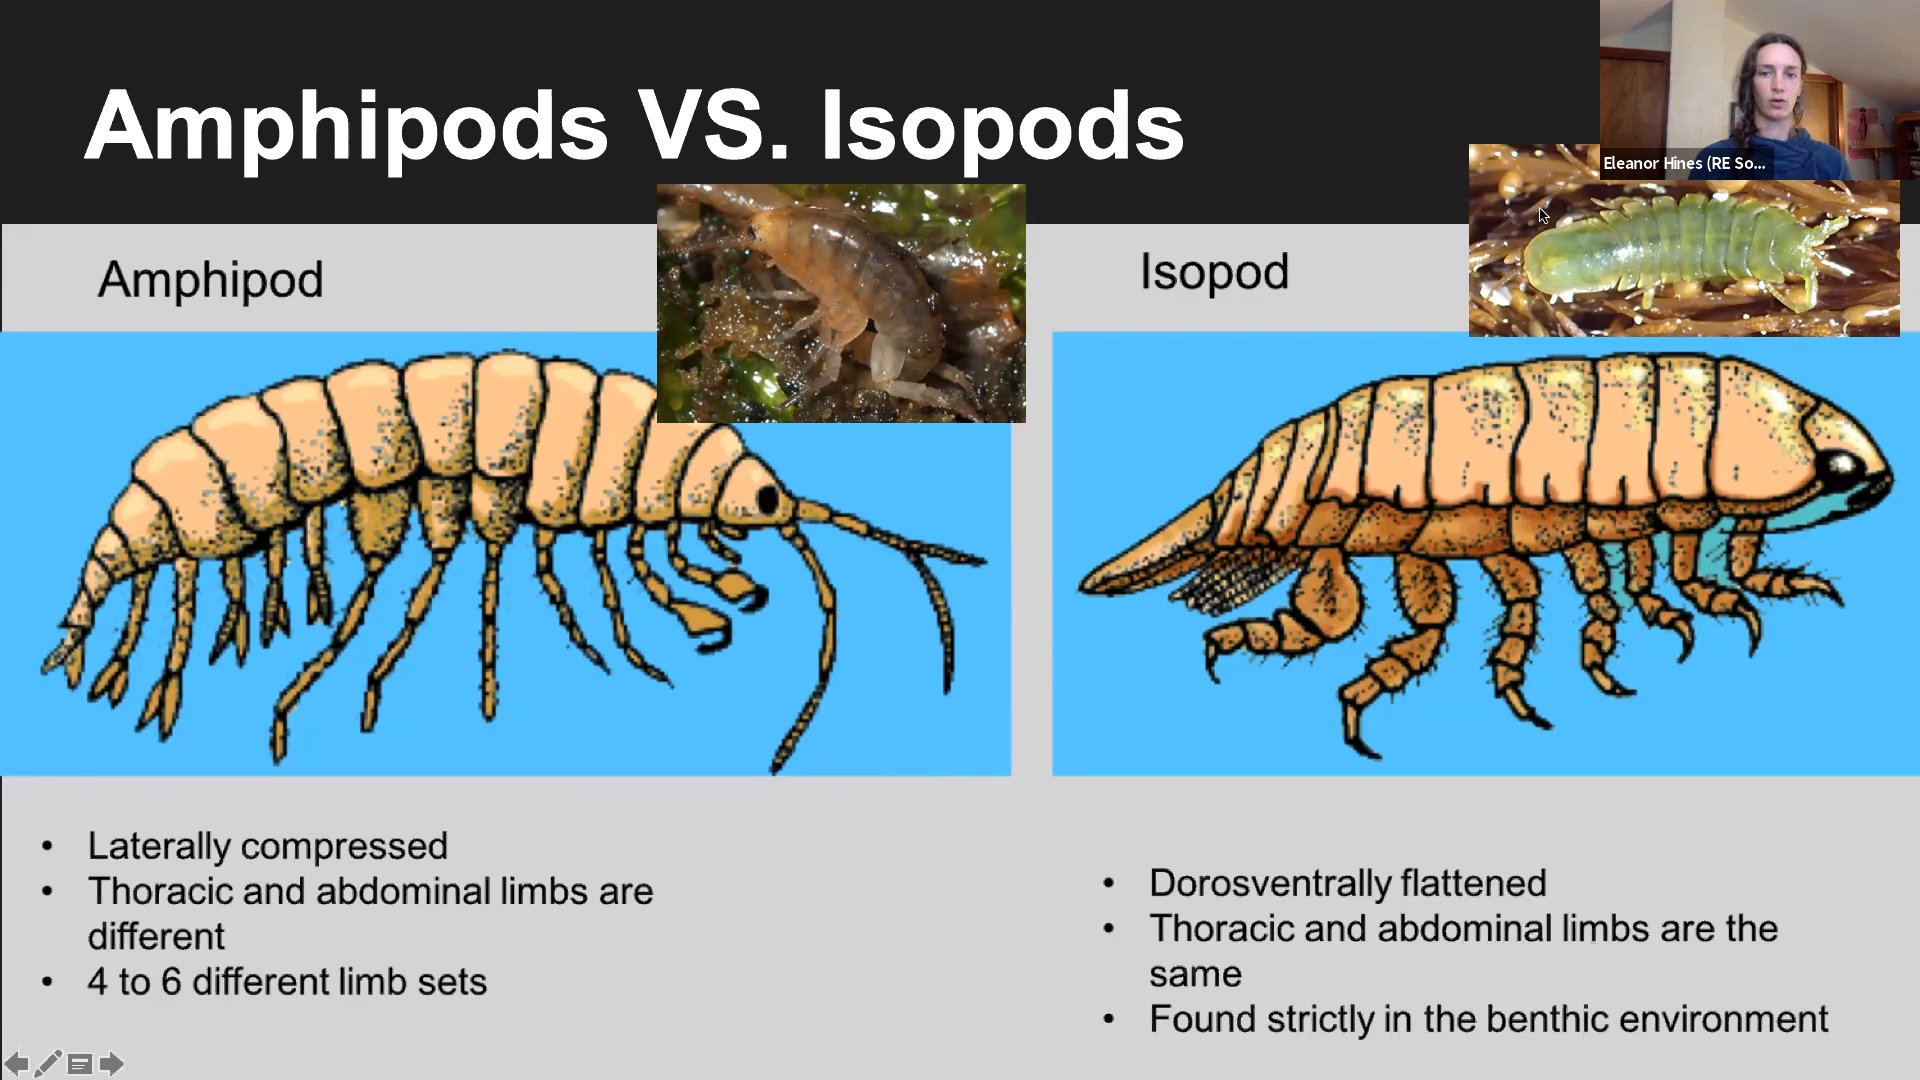 Amphipods VS. Isopods
Eleanor Hines (RE So...
Amphipod
Isopod
• Laterally compressed
• Thoracic and abdominal limbs are
different
• 4 to 6 different limb sets
• Dorosventrally flattened
• Thoracic and abdominal limbs are the
same
• Found strictly in the benthic environment